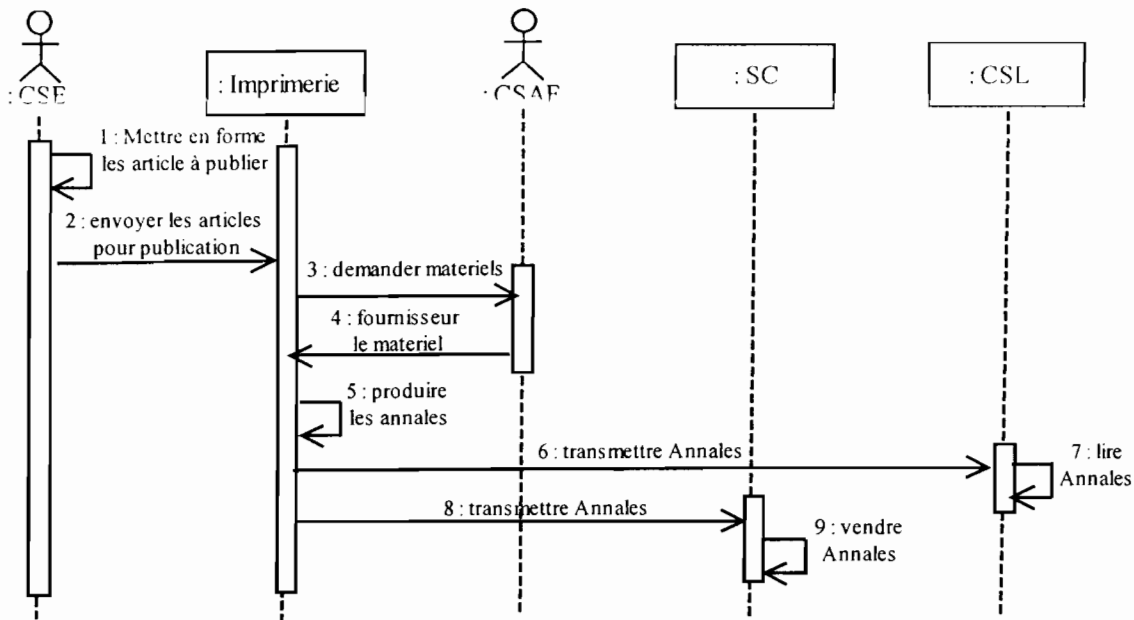 : CSE
: Imprimerie
: CSAF
: SC
: CSL
1 : Mettre en forme
les article à publier
2 : envoyer les articles
pour publication
3 : demander materiels
4 : fournisseur
le materiel
5 : produire
les annales
6 : transmettre Annales
7 : lire
Annales
8 : transmettre Annales
9 : vendre
Annales